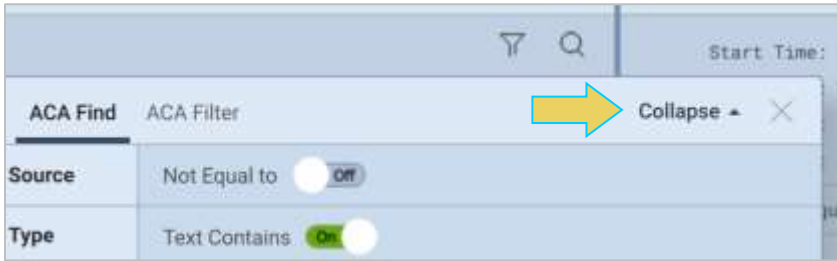 Start Time:
ACA Find ACA Filter Collapse
Source Not Equal to Off
Type Text Contains On